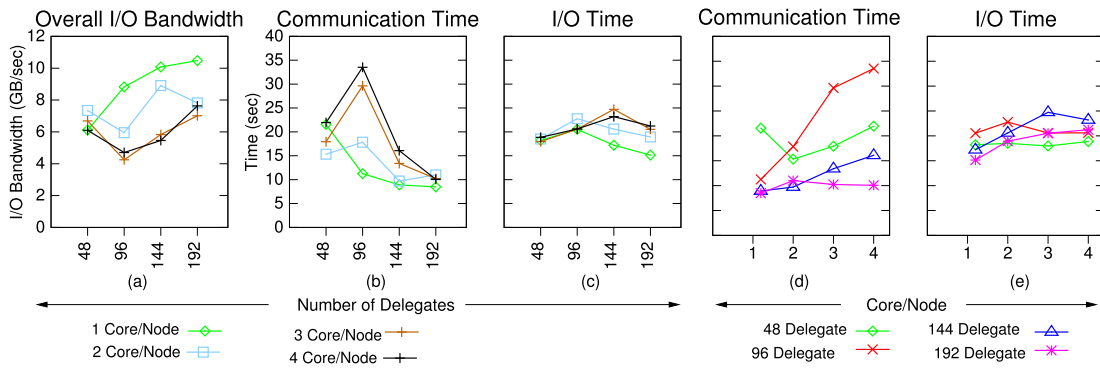 Overall I/O Bandwidth
Communication Time
I/O Time
Communication Time
I/O Time
I/O Bandwidth (GB/sec)
12
10
8
6
4
2
0
48
96
144
192
(a)
Time (sec)
40
35
30
25
20
15
10
5
0
48
96
144
192
(b)
48
96
144
192
(c)
1 2 3 4
(d)
1 2 3 4
(e)
Number of Delegates
Core/Node
1 Core/Node
2 Core/Node
3 Core/Node
4 Core/Node
48 Delegate
96 Delegate
144 Delegate
192 Delegate